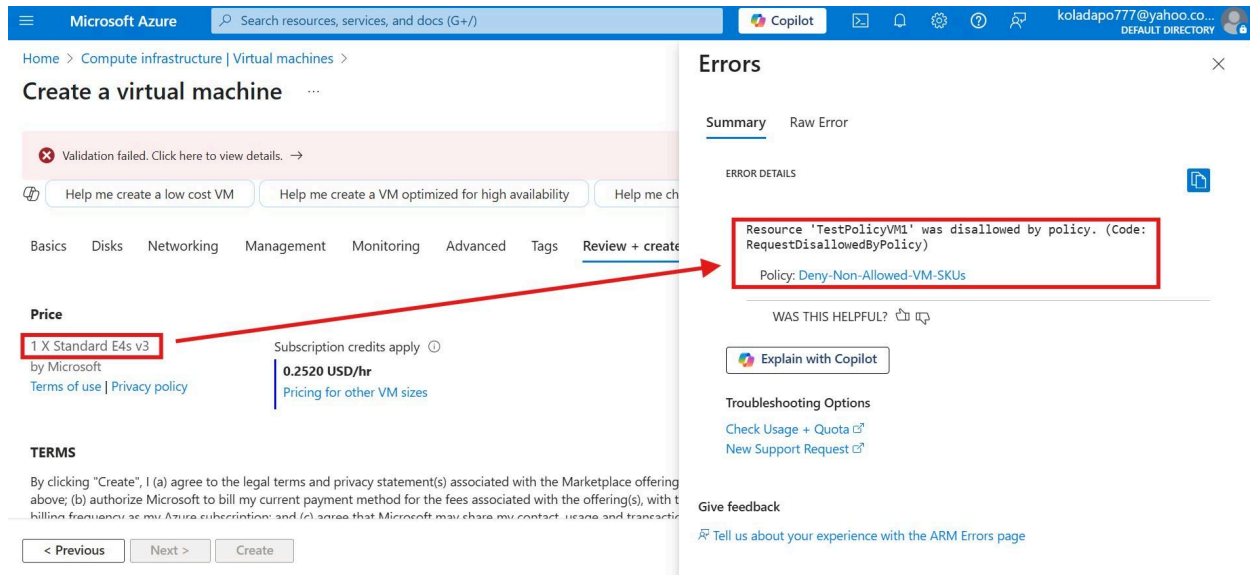 Microsoft Azure
Search resources, services, and docs (G+/)
Copilot
koladapo777@yahoo.co...
DEFAULT DIRECTORY
Home > Compute infrastructure | Virtual machines >
Create a virtual machine ...
Validation failed. Click here to view details. →
Help me create a low cost VM
Help me create a VM optimized for high availability
Help me ch
Basics Disks Networking Management Monitoring Advanced Tags Review + create
Price
1 X Standard E4s v3
by Microsoft
Terms of use | Privacy policy
Subscription credits apply
0.2520 USD/hr
Pricing for other VM sizes
TERMS
By clicking "Create", I (a) agree to the legal terms and privacy statement(s) associated with the Marketplace offering
above; (b) authorize Microsoft to bill my current payment method for the fees associated with the offering(s), with t
billing frequency as my Azure subscription; and (c) agree that Microsoft may share my contact, usage and transactic
< Previous
Next >
Create
Errors
Summary Raw Error
ERROR DETAILS
Resource 'TestPolicyVM1' was disallowed by policy. (Code:
RequestDisallowedByPolicy)
Policy: Deny-Non-Allowed-VM-SKUs
WAS THIS HELPFUL?
Explain with Copilot
Troubleshooting Options
Check Usage + Quota
New Support Request
Give feedback
Tell us about your experience with the ARM Errors page